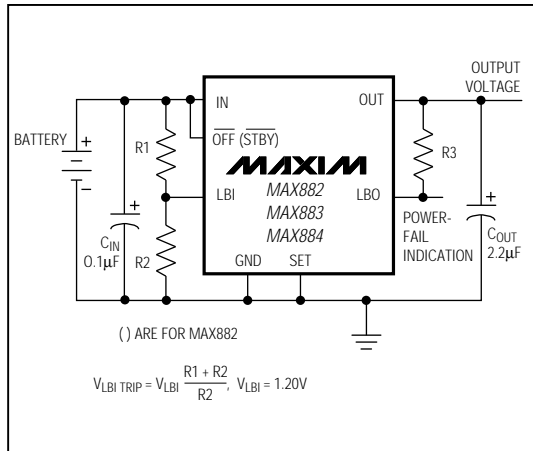 OUTPUT
VOLTAGE
IN
OUT
BATTERY
+
−
R1
OFF (STBY)
R3
MAXIM
LBI
MAX882
LBO
MAX883
MAX884
+
CIN
0.1µF
R2
POWER-
FAIL
INDICATION
+
COUT
2.2µF
GND
SET
( ) ARE FOR MAX882
VLBI TRIP = VLBI (R1 + R2) / R2, VLBI = 1.20V